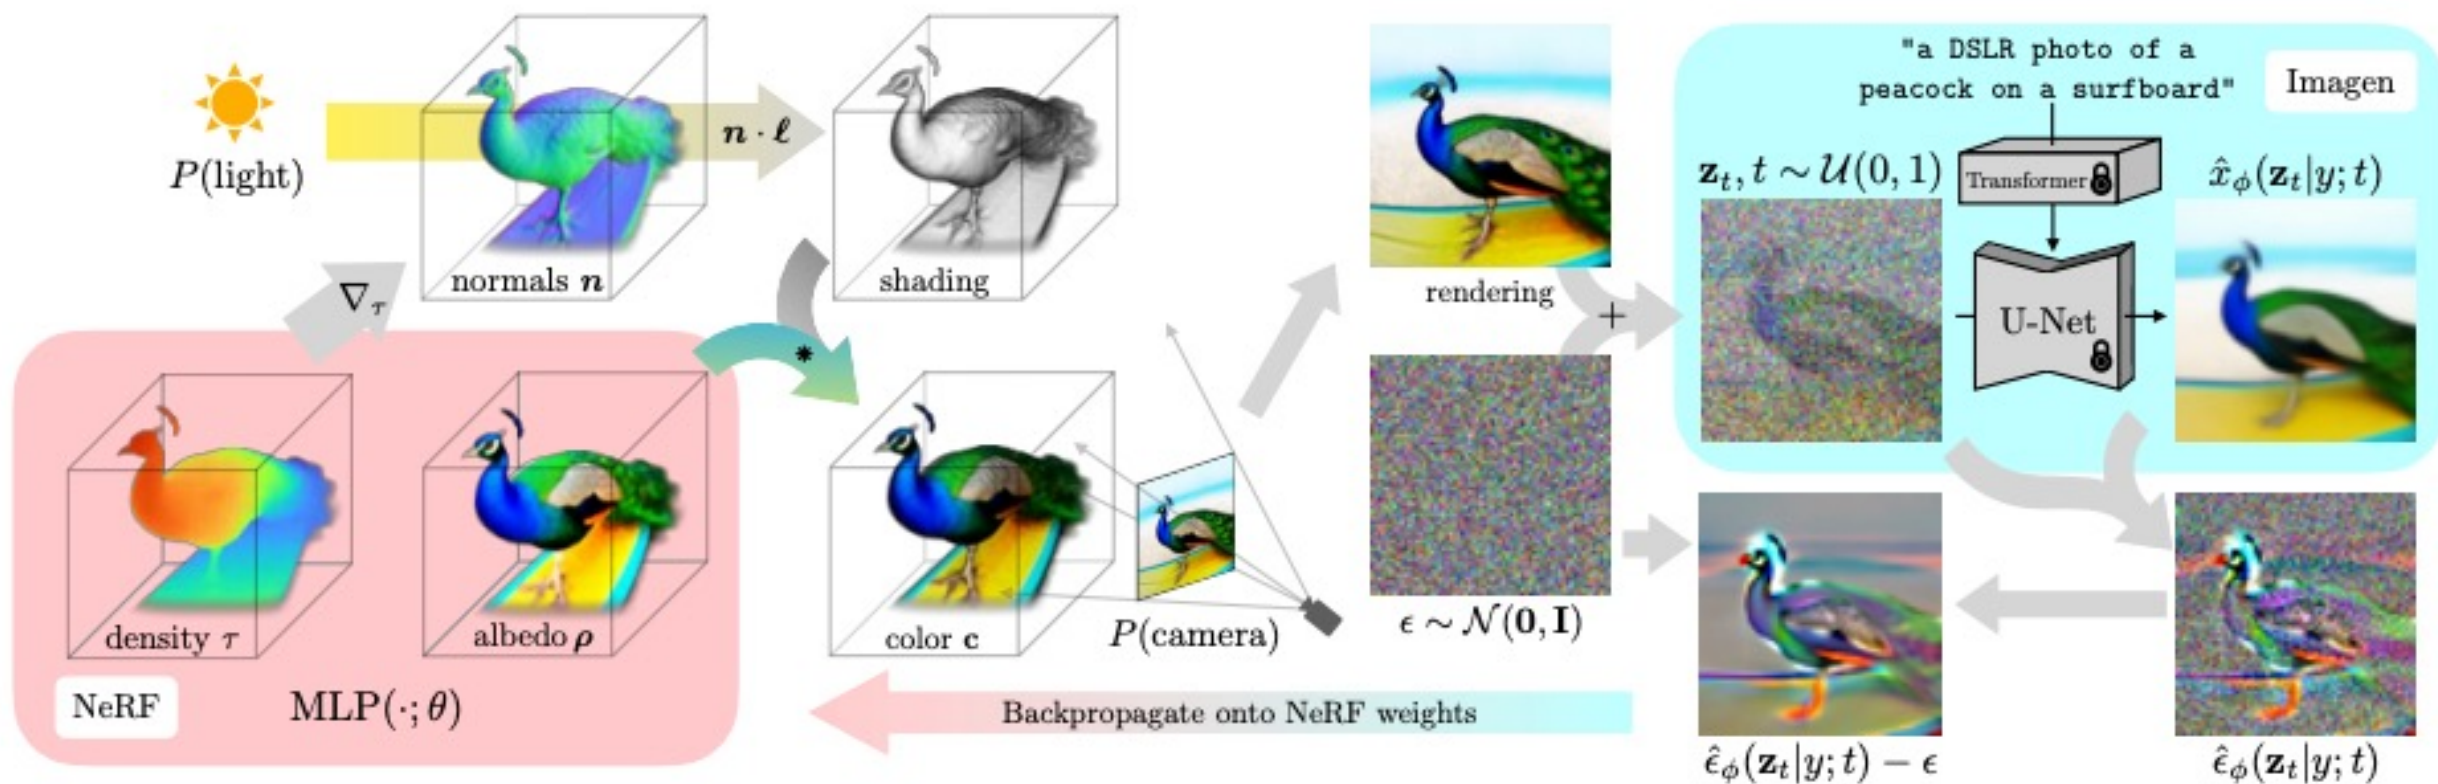 P(light)
∇τ
normals n
n · ℓ
shading
*
density τ
albedo ρ
NeRF
MLP(·; θ)
color c
P(camera)
Backpropagate onto NeRF weights
rendering
+
ϵ ∼ 𝒩(0, I)
"a DSLR photo of a
peacock on a surfboard"
Imagen
z_t, t ∼ 𝒰(0, 1)
Transformer
x̂_ϕ(z_t|y; t)
U-Net
ϵ̂_ϕ(z_t|y; t) − ϵ
ϵ̂_ϕ(z_t|y; t)